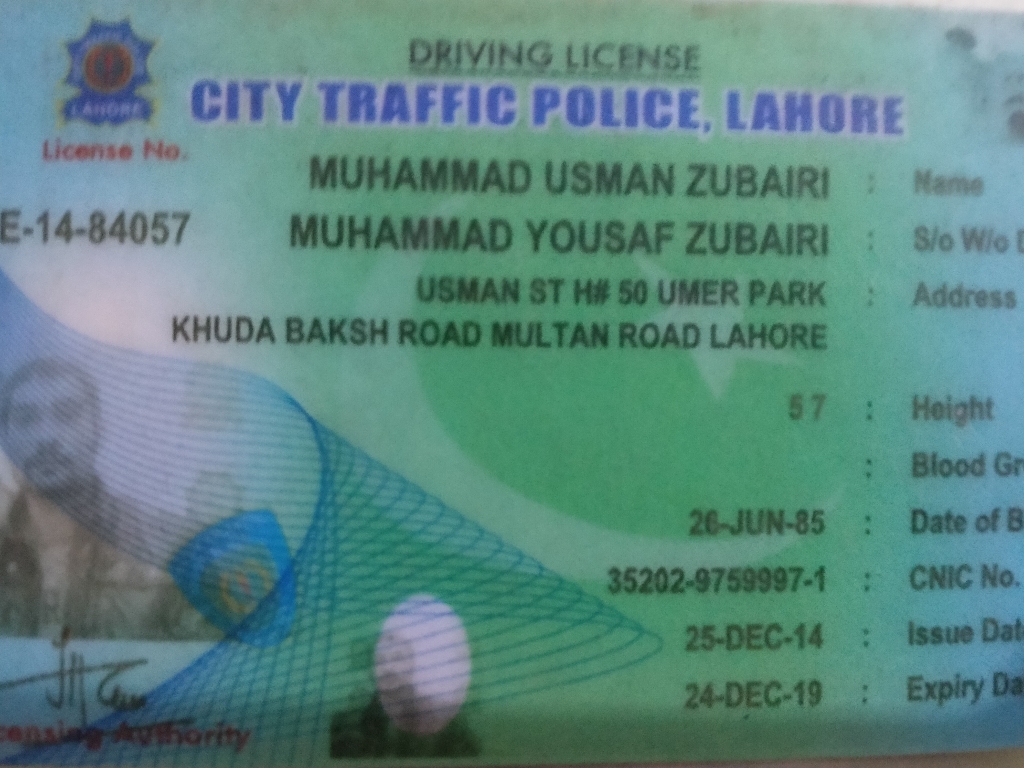 DRIVING LICENSE
CITY TRAFFIC POLICE, LAHORE
LAHORE
License No.
MUHAMMAD USMAN ZUBAIRI : Name
E-14-84057
MUHAMMAD YOUSAF ZUBAIRI : S/o W/o
USMAN ST H# 50 UMER PARK : Address
KHUDA BAKSH ROAD MULTAN ROAD LAHORE
5 7 : Height
: Blood Gr
26-JUN-85 : Date of B
35202-9759997-1 : CNIC No.
25-DEC-14 : Issue Dat
24-DEC-19 : Expiry Da
censing Authority